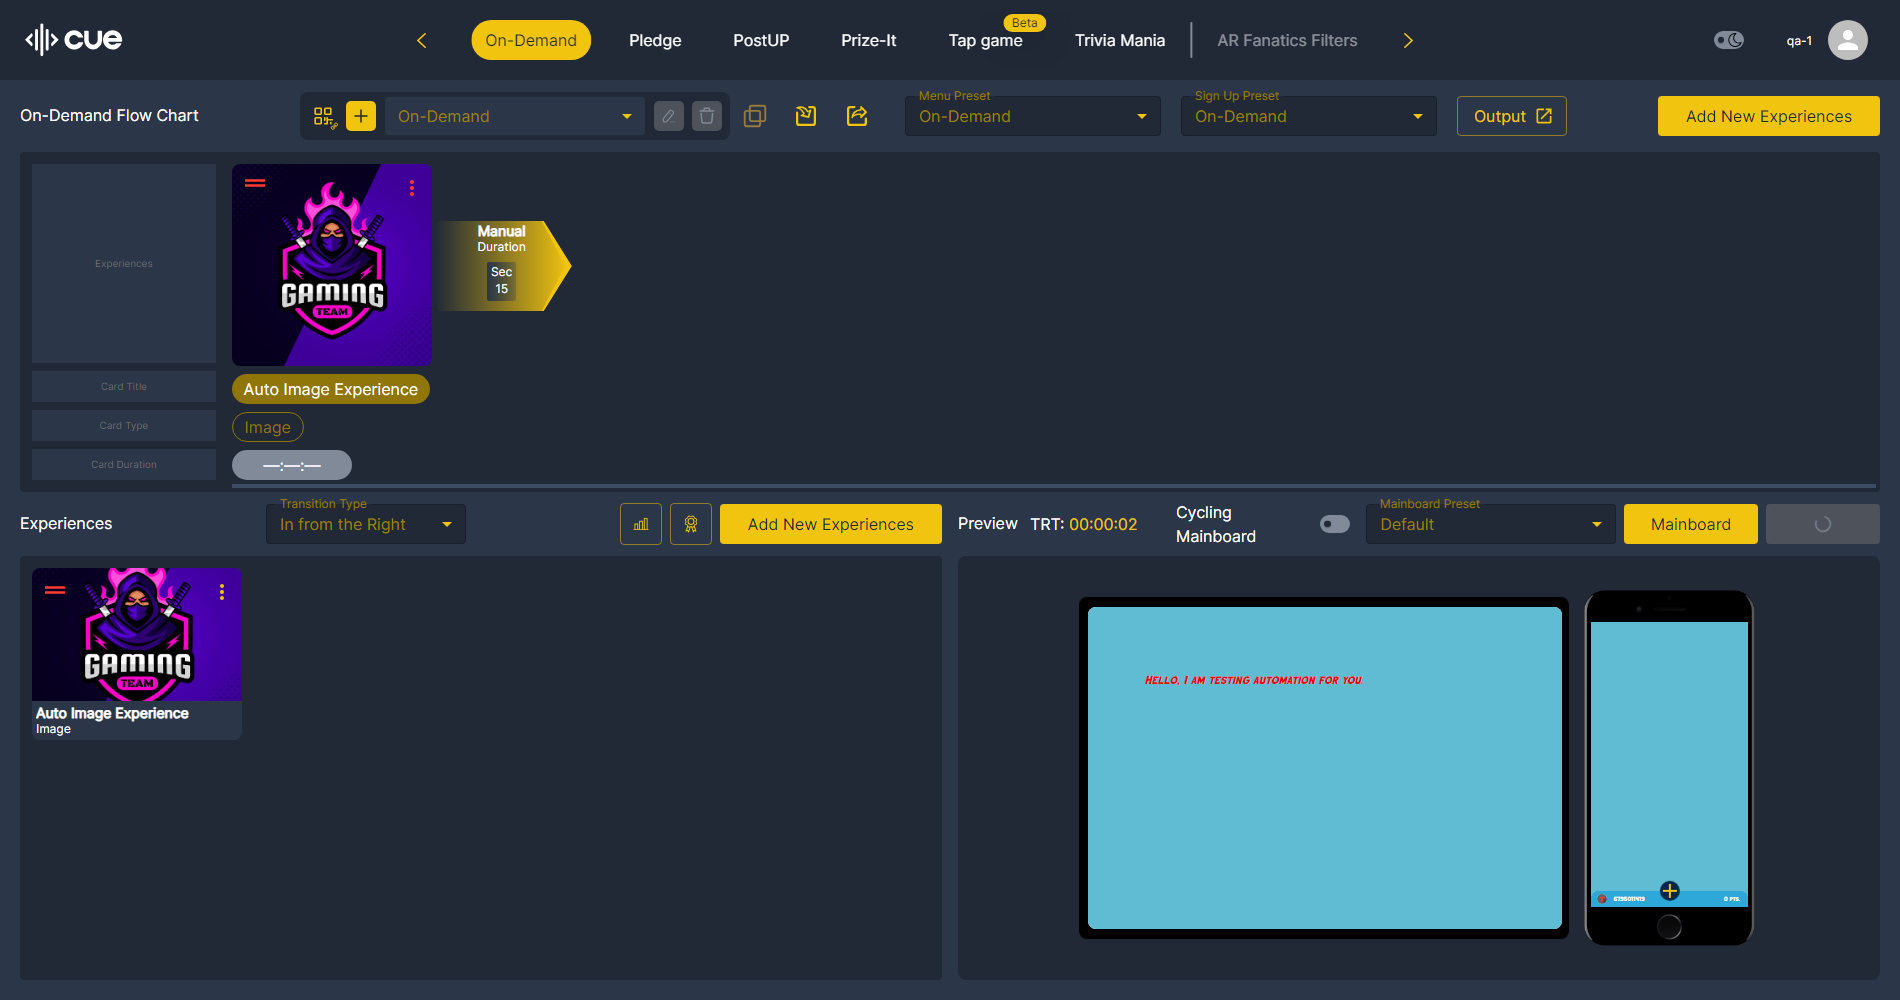 cue
On-Demand
Pledge
PostUP
Prize-It
Beta
Tap game
Trivia Mania
AR Fanatics Filters
qa-1
On-Demand Flow Chart
On-Demand
Menu Preset
On-Demand
Sign Up Preset
On-Demand
Output
Add New Experiences
Experiences
GAMING
TEAM
Manual
Duration
Sec
15
Card Title
Auto Image Experience
Card Type
Image
Card Duration
—:—:—
Experiences
Transition Type
In from the Right
Add New Experiences
Preview
TRT: 00:00:02
Cycling
Mainboard
Mainboard Preset
Default
Mainboard
GAMING
TEAM
Auto Image Experience
Image
Hello, I am testing automation for you
0 PTS.